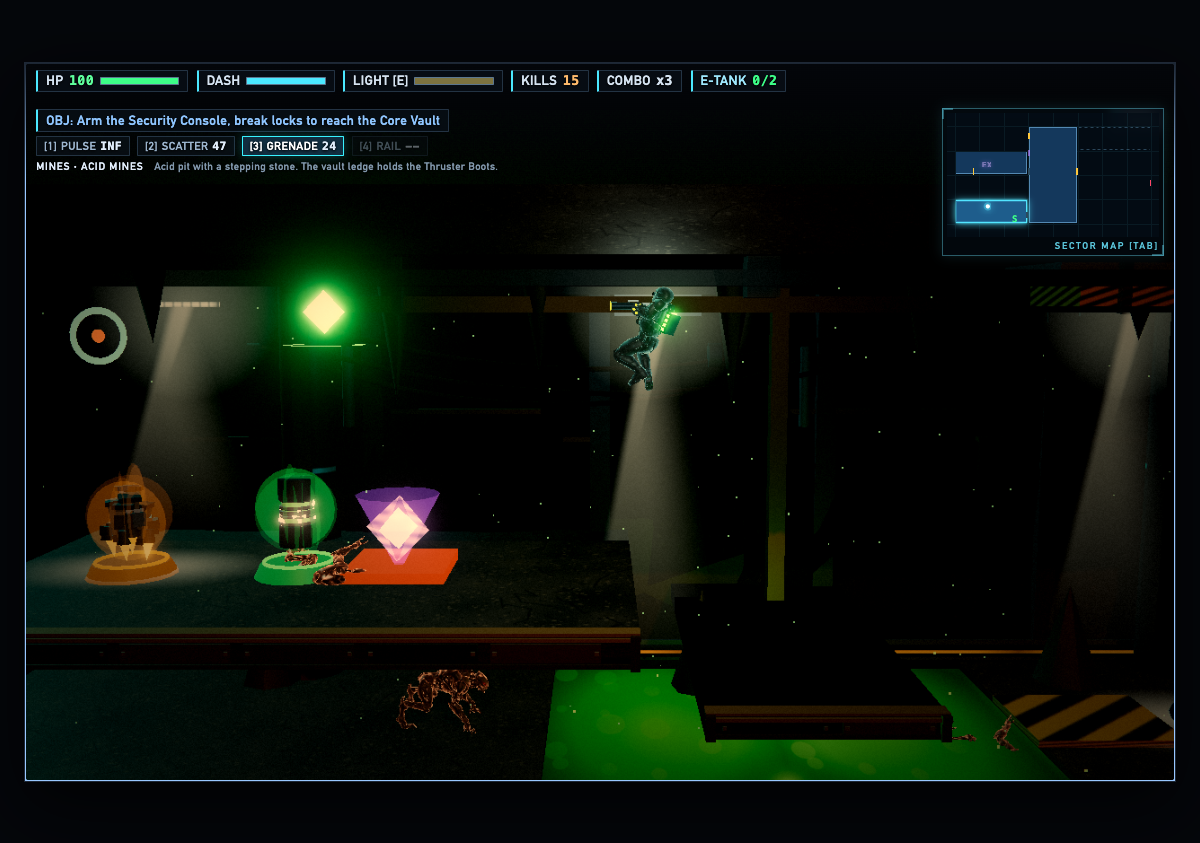 HP 100 DASH LIGHT [E] KILLS 15 COMBO x3 E-TANK 0/2
OBJ: Arm the Security Console, break locks to reach the Core Vault
[1] PULSE INF [2] SCATTER 47 [3] GRENADE 24 [4] RAIL --
MINES · ACID MINES Acid pit with a stepping stone. The vault ledge holds the Thruster Boots.
EX
S
SECTOR MAP [TAB]